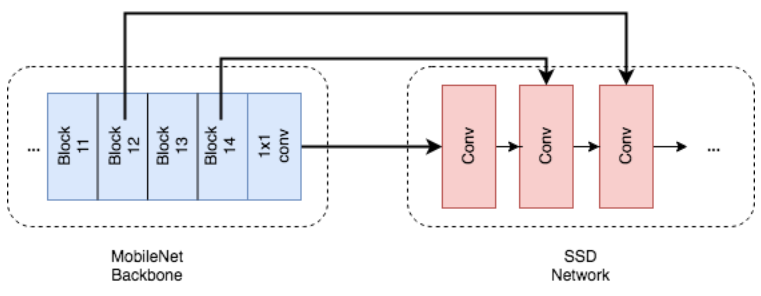 ...
Block
11
Block
12
Block
13
Block
14
1x1
conv
Conv
Conv
Conv
...
MobileNet
Backbone
SSD
Network